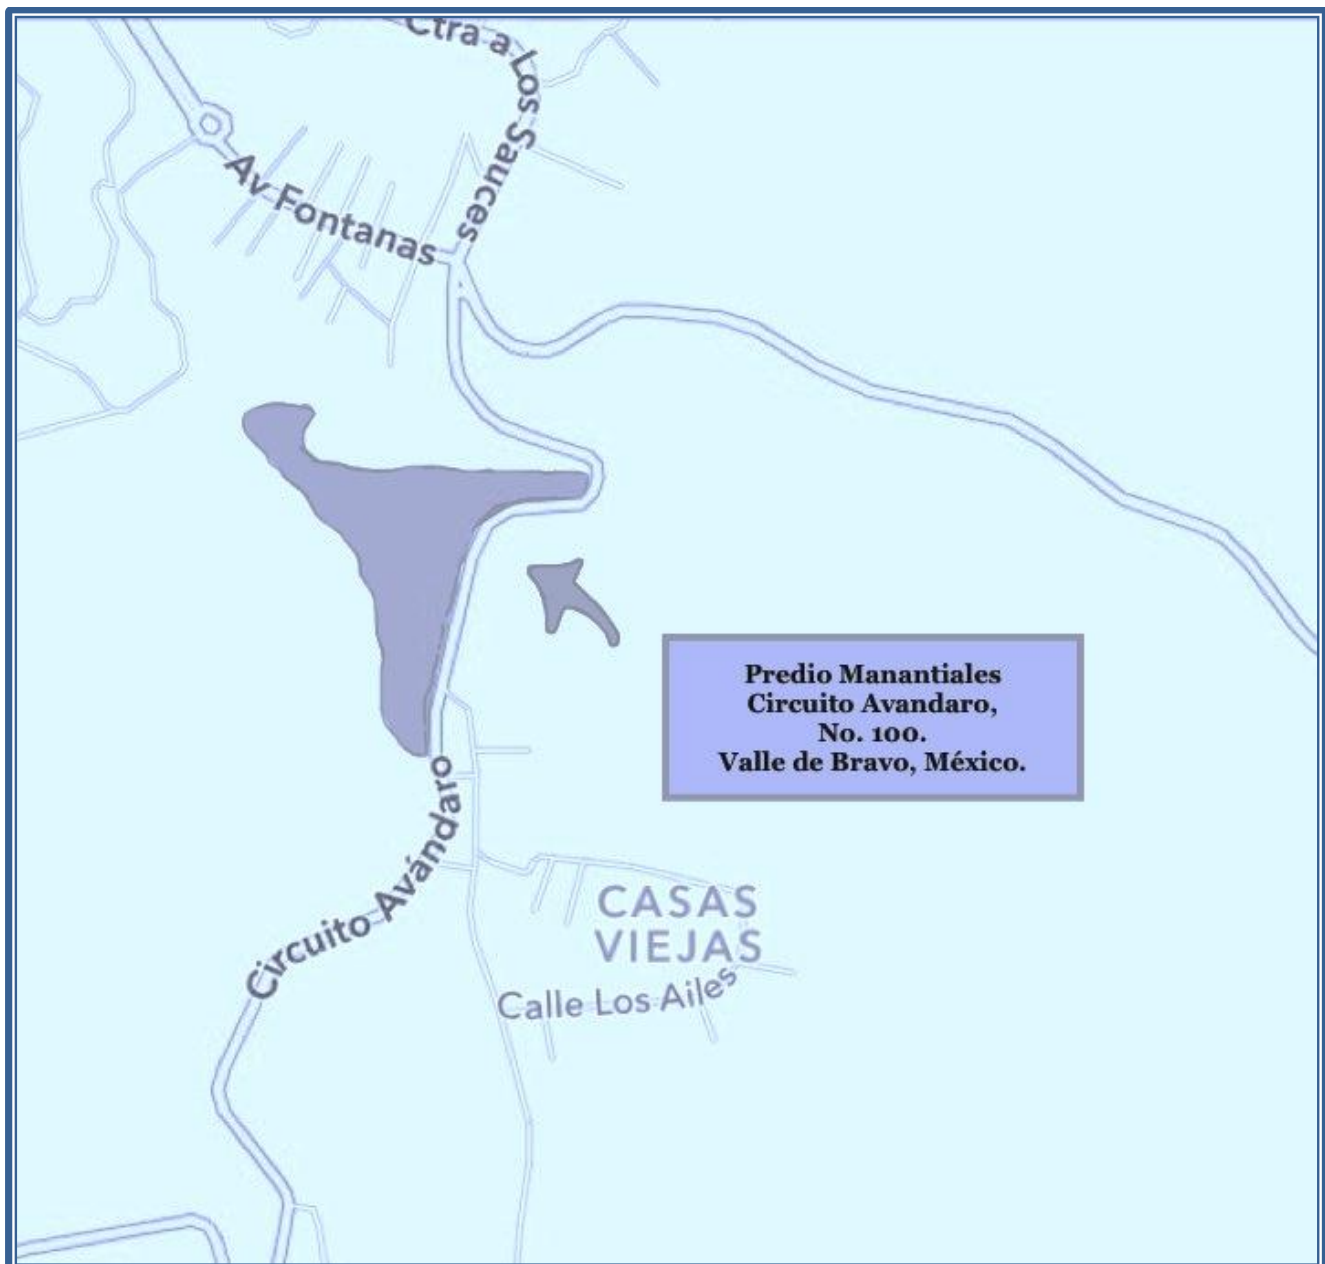 Ctra a Los Sauces
Av Fontanas
Predio Manantiales
Circuito Avandaro,
No. 100.
Valle de Bravo, México.
Circuito Avándaro
CASAS
VIEJAS
Calle Los Ailes